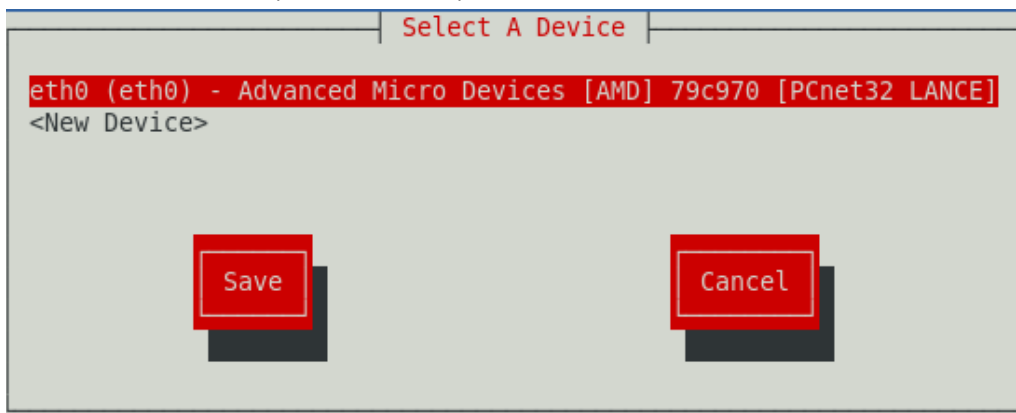 Select A Device
eth0 (eth0) - Advanced Micro Devices [AMD] 79c970 [PCnet32 LANCE]
<New Device>
Save
Cancel